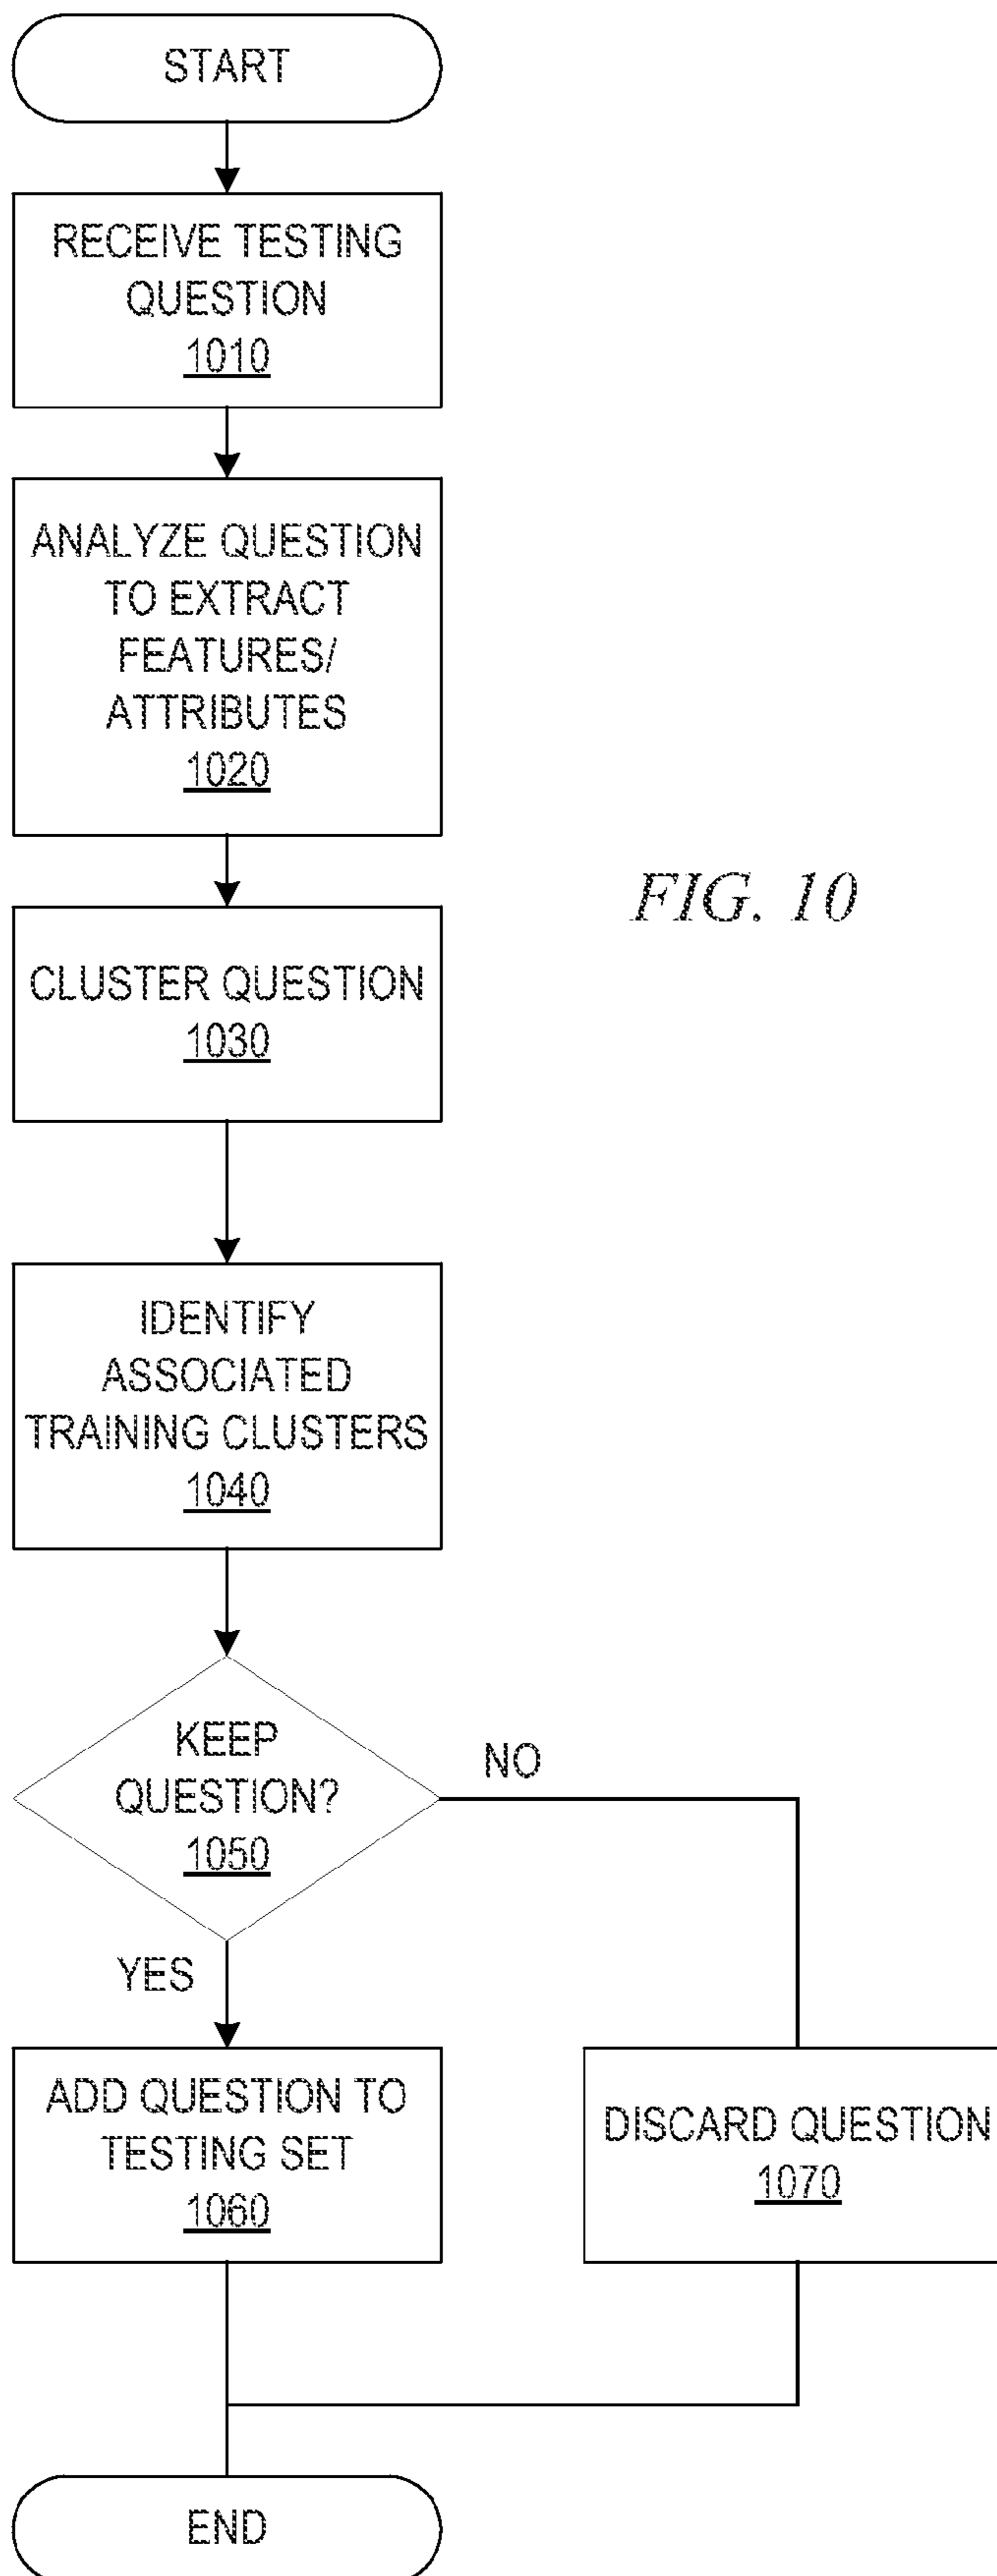 START
RECEIVE TESTING
QUESTION
1010
ANALYZE QUESTION
TO EXTRACT
FEATURES/
ATTRIBUTES
1020
FIG. 10
CLUSTER QUESTION
1030
IDENTIFY
ASSOCIATED
TRAINING CLUSTERS
1040
KEEP
QUESTION?
1050
NO
YES
ADD QUESTION TO
TESTING SET
1060
DISCARD QUESTION
1070
END